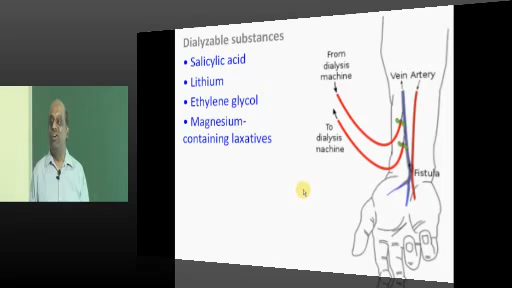 Dialyzable substances
• Salicylic acid
• Lithium
• Ethylene glycol
• Magnesium-
containing laxatives
From
dialysis
machine
Vein Artery
To
dialysis
machine
Fistula